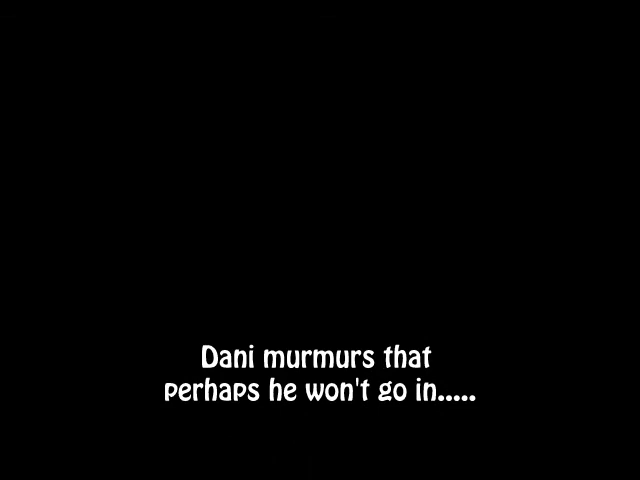 Dani murmurs that
perhaps he won't go in.....